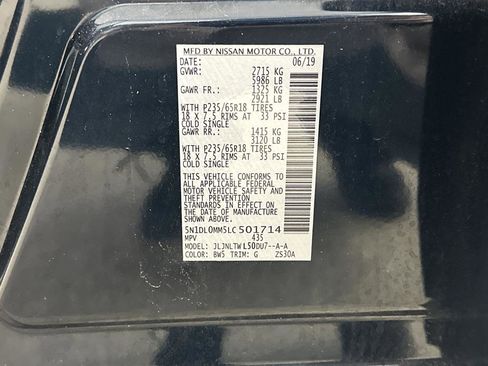 MFD BY NISSAN MOTOR CO., LTD.
DATE: 06/19
GVWR: 2715 KG
5986 LB
GAWR FR.: 1325 KG
2921 LB
WITH P235/65R18 TIRES
18 X 7.5 RIMS AT 33 PSI
COLD SINGLE
GAWR RR.: 1415 KG
3120 LB
WITH P235/65R18 TIRES
18 X 7.5 RIMS AT 33 PSI
COLD SINGLE
THIS VEHICLE CONFORMS TO
ALL APPLICABLE FEDERAL
MOTOR VEHICLE SAFETY AND
THEFT PREVENTION
STANDARDS IN EFFECT ON
THE DATE OF MANUFACTURE
SHOWN ABOVE.
5N1DL0MM5LC501714
MPV 435
MODEL: JLJNLTWL50DU7--A-A
COLOR: BW5 TRIM: G ZS30A